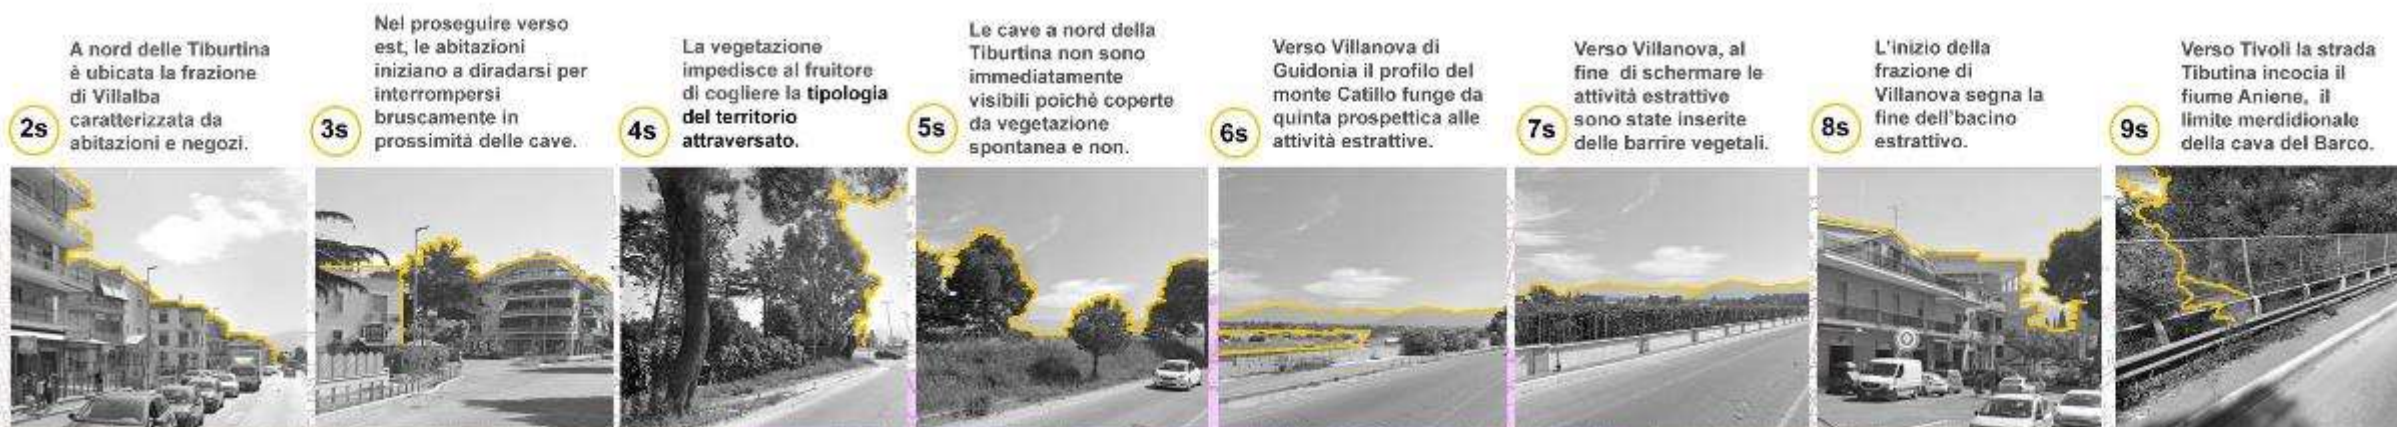 2s
A nord delle Tiburtina
è ubicata la frazione
di Villalba
caratterizzata da
abitazioni e negozi.
3s
Nel proseguire verso
est, le abitazioni
iniziano a diradarsi per
interrompersi
bruscamente in
prossimità delle cave.
4s
La vegetazione
impedisce al fruitore
di cogliere la tipologia
del territorio
attraversato.
5s
Le cave a nord della
Tiburtina non sono
immediatamente
visibili poichè coperte
da vegetazione
spontanea e non.
6s
Verso Villanova di
Guidonia il profilo del
monte Catillo funge da
quinta prospettica alle
attività estrattive.
7s
Verso Villanova, al
fine di schermare le
attività estrattive
sono state inserite
delle barrire vegetali.
8s
L'inizio della
frazione di
Villanova segna la
fine dell'bacino
estrattivo.
9s
Verso Tivoli la strada
Tibutina incocia il
fiume Aniene, il
limite merdidionale
della cava del Barco.